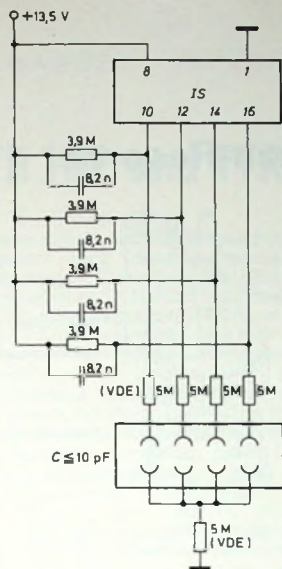 +13,5 V
8 1
IS
10 12 14 16
3,9 M
8,2 n
3,9 M
8,2 n
3,9 M
8,2 n
3,9 M
8,2 n
(VDE) 5M 5M 5M 5M
C ≦ 10 pF
5M
(VDE)